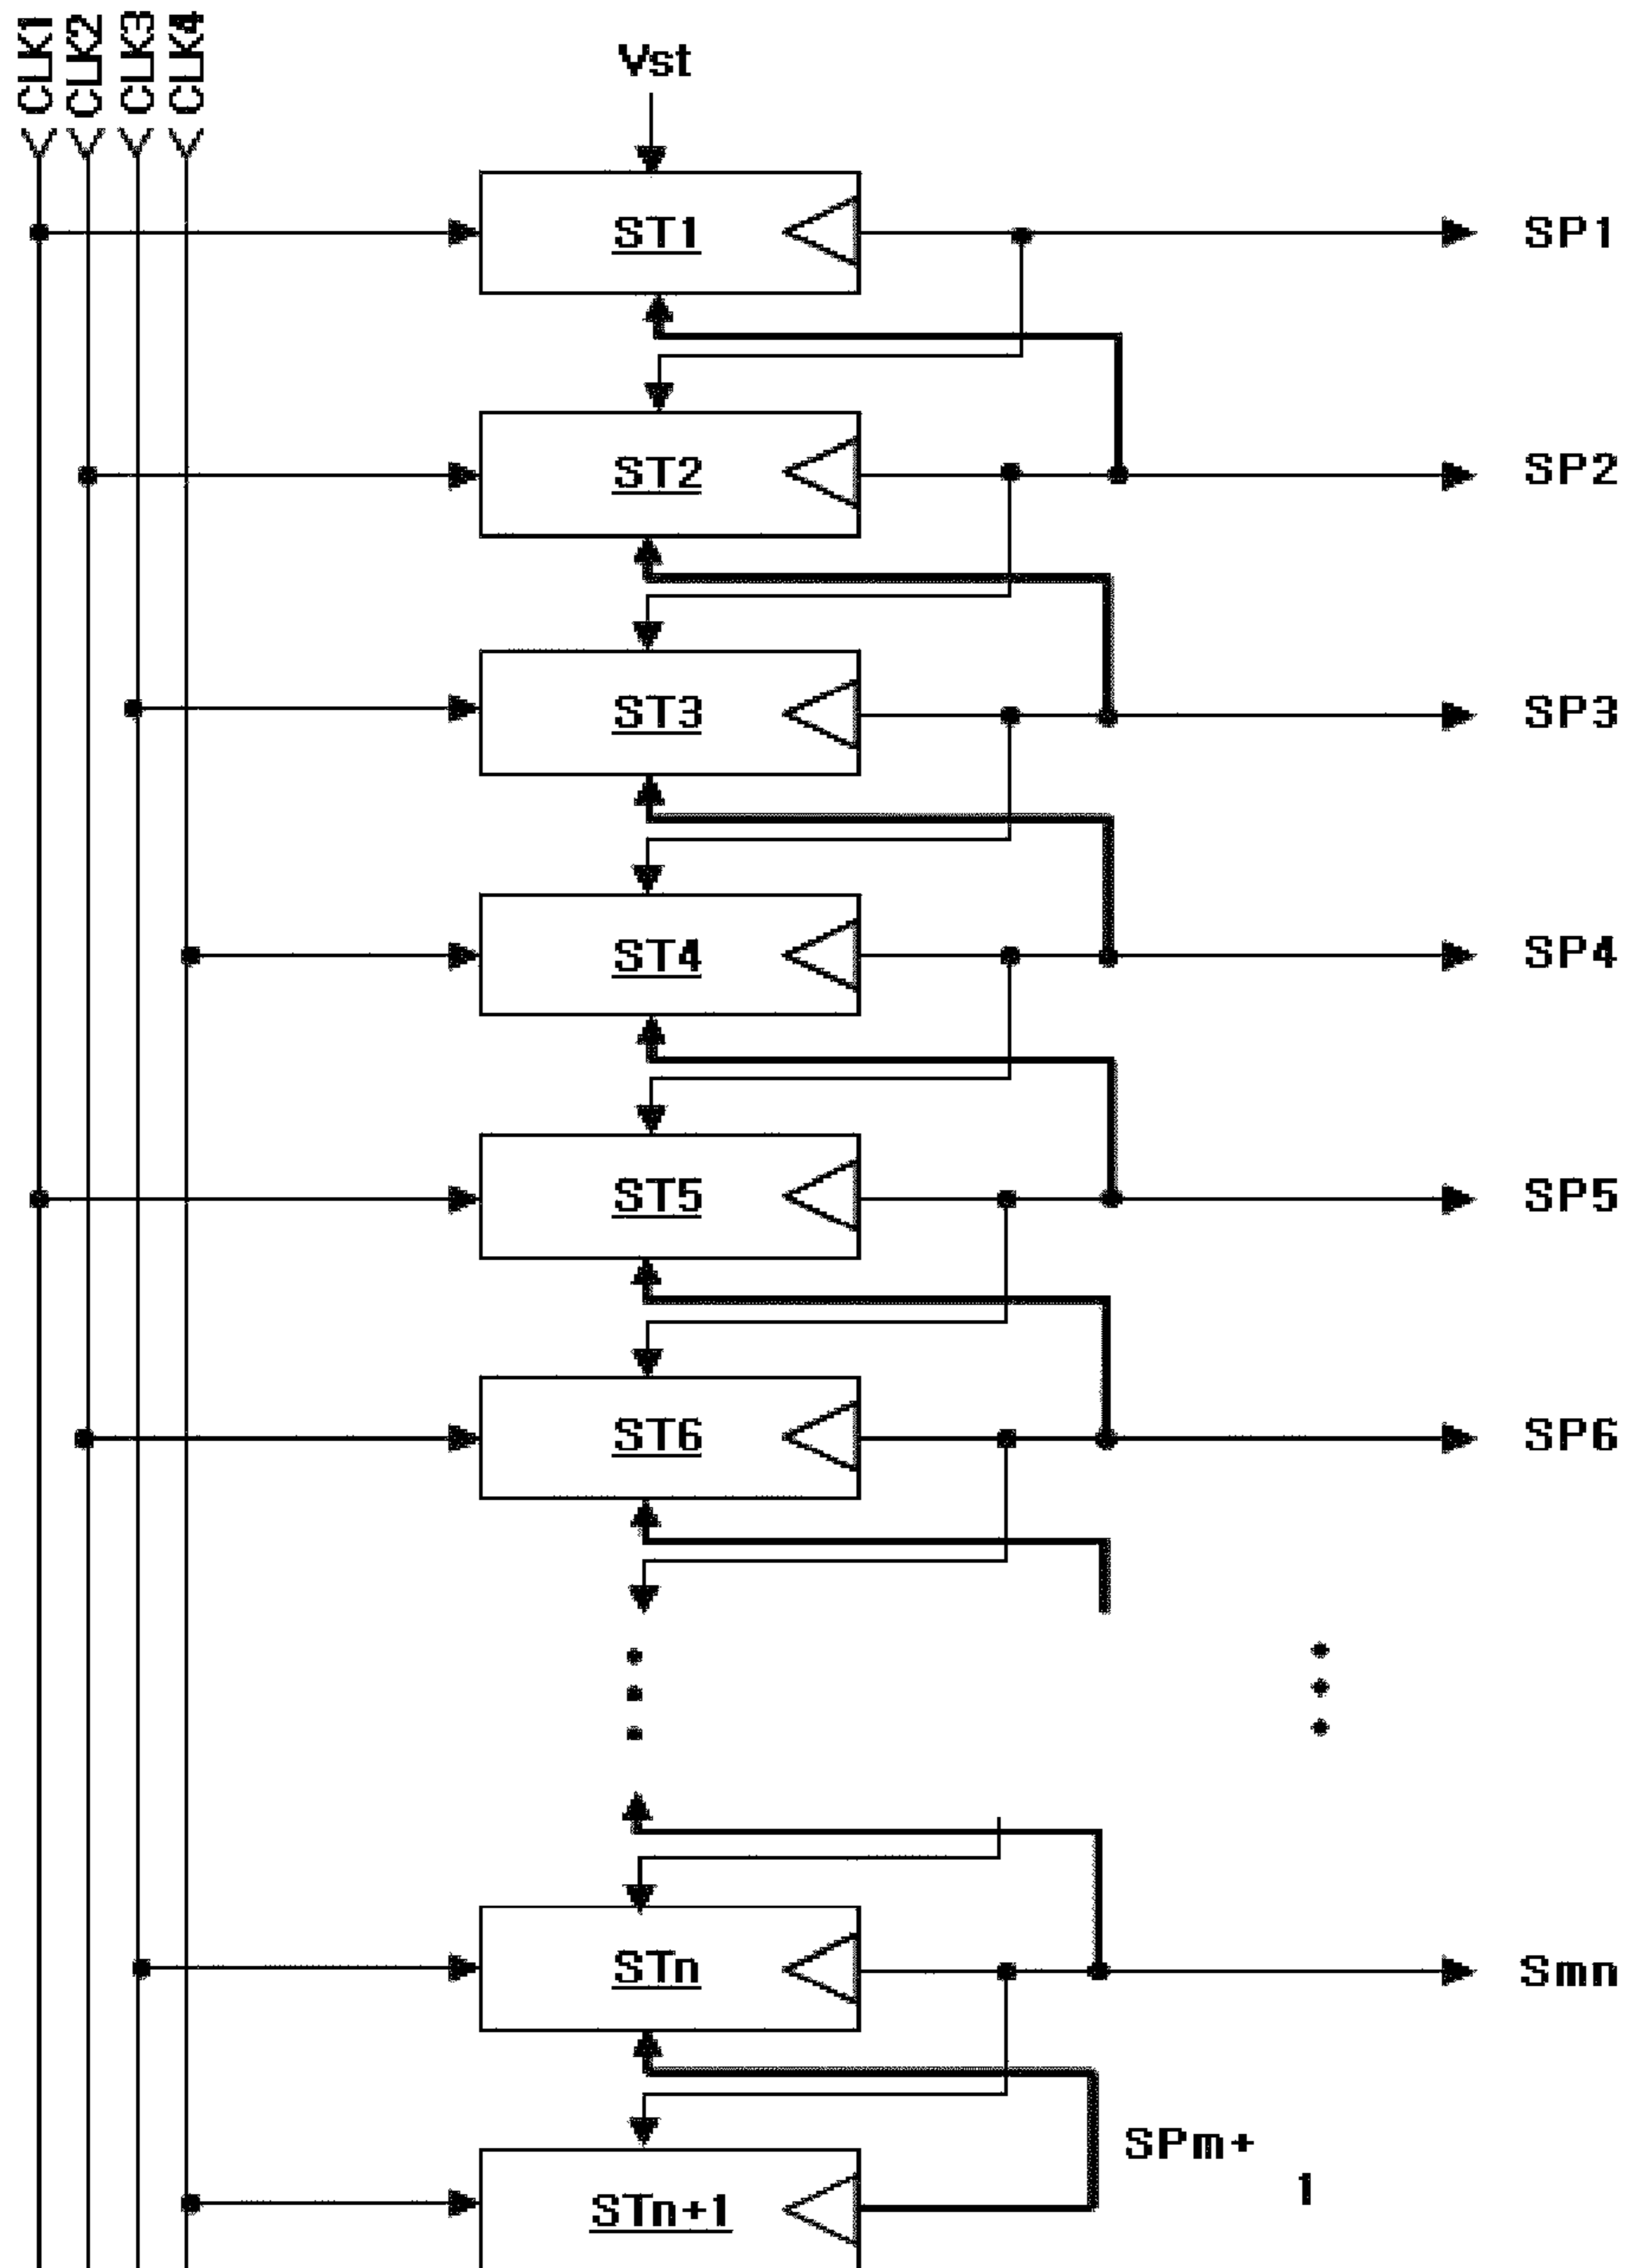 CLK1
CLK2
CLK3
CLK4
Vst
ST1
SP1
ST2
SP2
ST3
SP3
ST4
SP4
ST5
SP5
ST6
SP6
STn
Smn
SPm+
1
STn+1